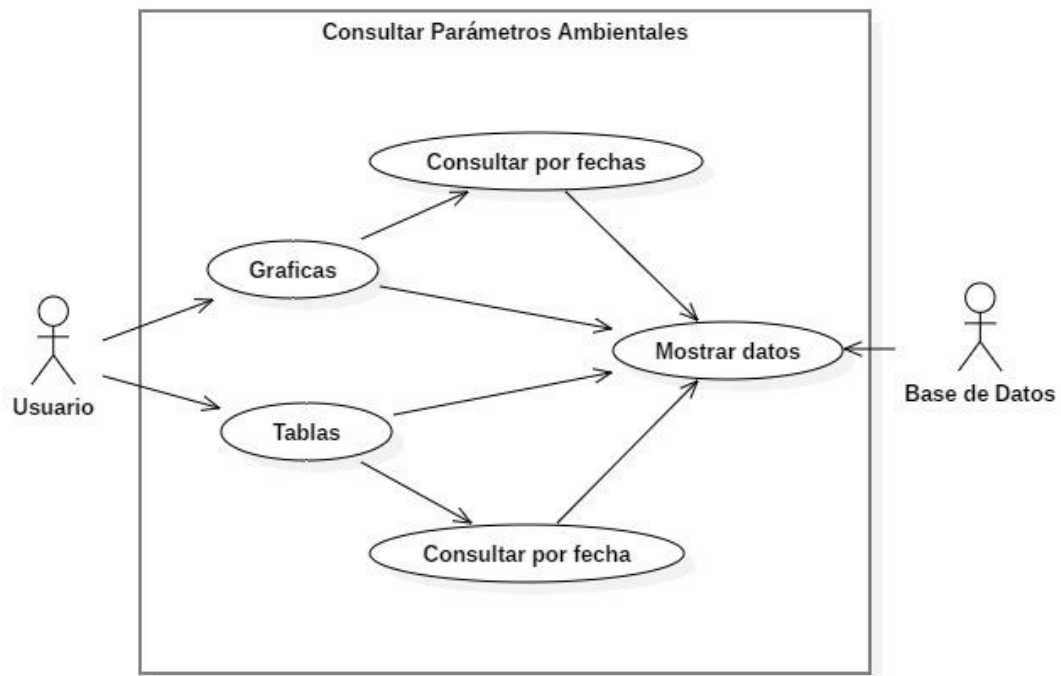 Consultar Parámetros Ambientales
Consultar por fechas
Graficas
Mostrar datos
Usuario
Base de Datos
Tablas
Consultar por fecha